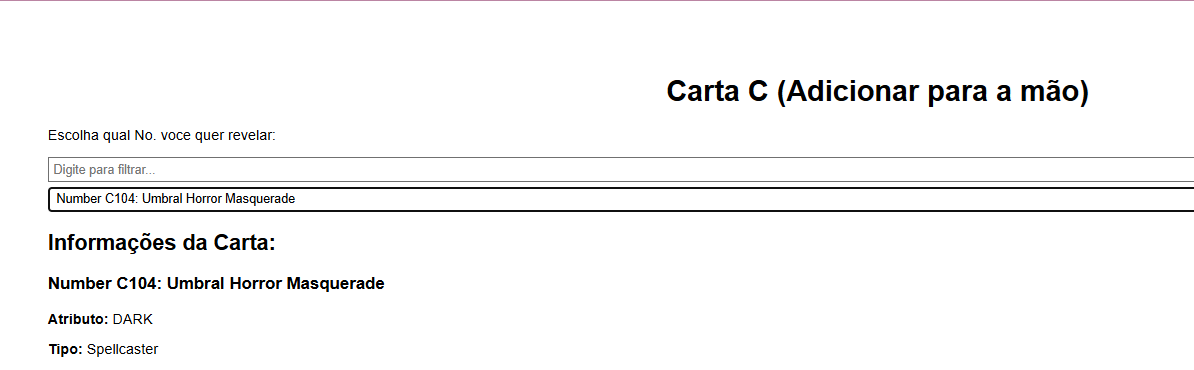 Carta C (Adicionar para a mão)
Escolha qual No. voce quer revelar:
Digite para filtrar...
Number C104: Umbral Horror Masquerade
Informações da Carta:
Number C104: Umbral Horror Masquerade
Atributo: DARK
Tipo: Spellcaster